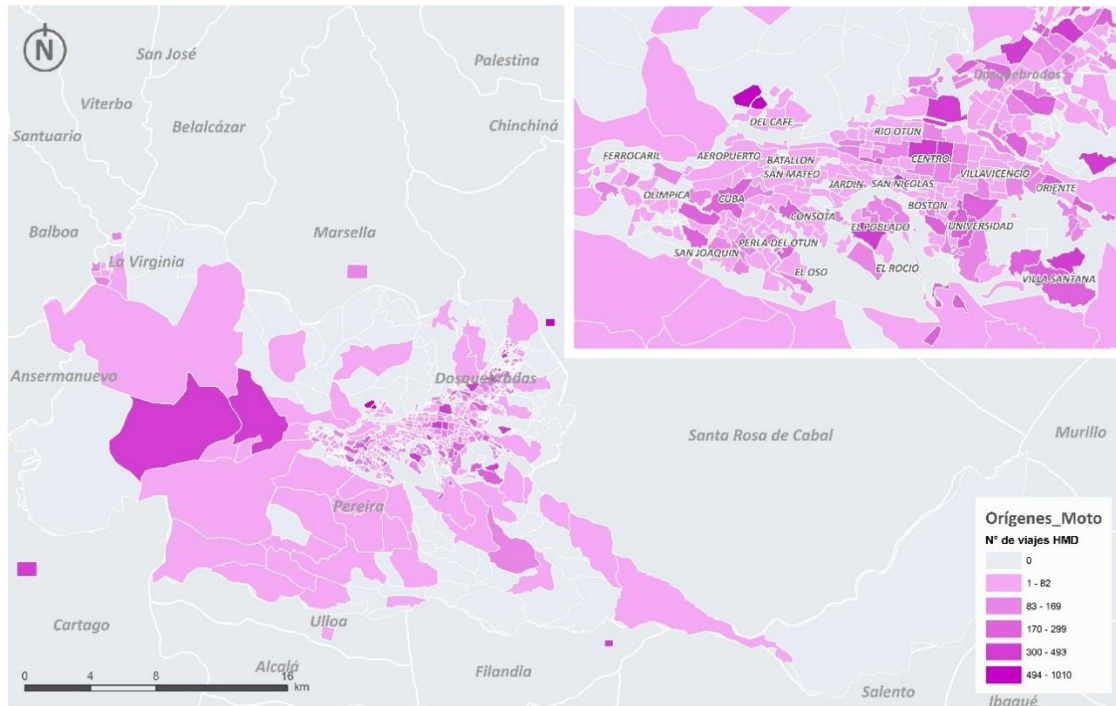 N
San José
Palestina
Viterbo
Santuario
Belalcázar
Chinchiná
Balboa
Marsella
La Virginia
Ansermanuevo
Dosquebradas
Santa Rosa de Cabal
Murillo
Pereira
Cartago
Ulloa
Alcalá
Filandia
Salento
Ibagué
0 4 8 16
km
Dosquebradas
DEL CAFE
RIO OTUN
FERROCARIL
AEROPUERTO
BATALLON
CENTRO
SAN MATEO
VILLAVICENCIO
OLIMPICA
CUBA
JARDIN
SAN NICOLAS
ORIENTE
CONSOTA
BOSTON
EL POBLADO
UNIVERSIDAD
SAN JOAQUIN
PERLA DEL OTUN
EL OSO
EL ROCIO
VILLA SANTANA
Orígenes_Moto
N° de viajes HMD
0
1 - 82
83 - 169
170 - 299
300 - 493
494 - 1010